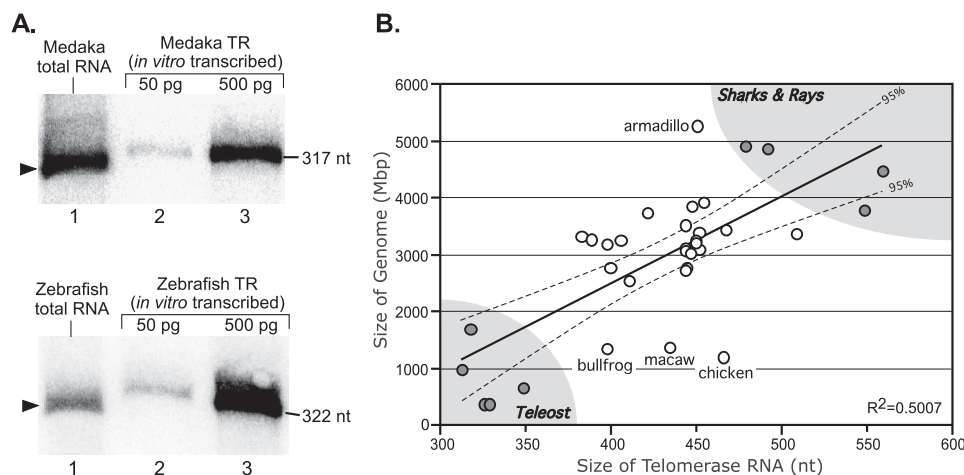 A.
Medaka
total RNA
Medaka TR
(in vitro transcribed)
50 pg 500 pg
317 nt
1 2 3
Zebrafish
total RNA
Zebrafish TR
(in vitro transcribed)
50 pg 500 pg
322 nt
1 2 3
B.
Size of Genome (Mbp)
6000
5000
4000
3000
2000
1000
0
Sharks & Rays
95%
armadillo
95%
bullfrog macaw chicken
Teleost
R2=0.5007
300 350 400 450 500 550 600
Size of Telomerase RNA (nt)